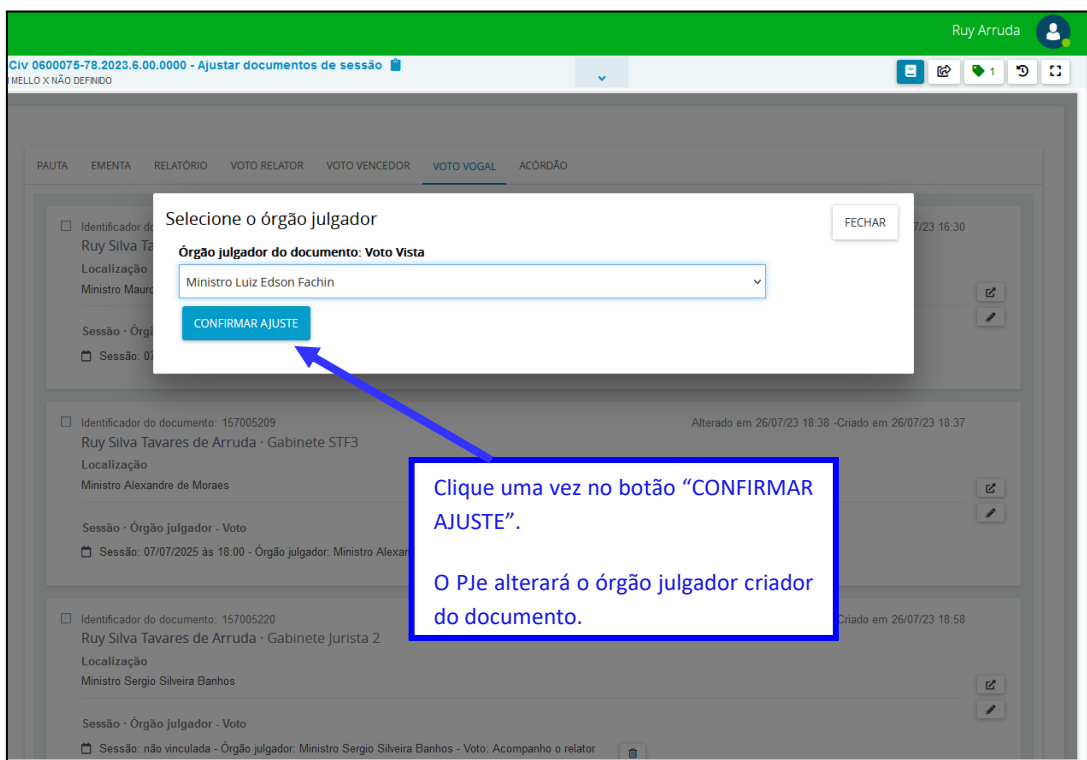 Ruy Arruda
Civ 0600075-78.2023.6.00.0000 - Ajustar documentos de sessão
MELLO X NÃO DEFINIDO
1
PAUTA EMENTA RELATÓRIO VOTO RELATOR VOTO VENCEDOR VOTO VOGAL ACÓRDÃO
Selecione o órgão julgador
FECHAR
Órgão julgador do documento: Voto Vista
Ministro Luiz Edson Fachin
CONFIRMAR AJUSTE
Identificador do
/23 16:30
Ruy Silva Ta
Localização
Ministro Mauro
Sessão · Órgã
Sessão: 07
Identificador do documento: 157005209
Alterado em 26/07/23 18:38 -Criado em 26/07/23 18:37
Ruy Silva Tavares de Arruda · Gabinete STF3
Localização
Ministro Alexandre de Moraes
Sessão · Órgão julgador - Voto
Sessão: 07/07/2025 às 18:00 - Órgão julgador: Ministro Alexan
Clique uma vez no botão “CONFIRMAR
AJUSTE”.
O PJe alterará o órgão julgador criador
do documento.
Identificador do documento: 157005220
Criado em 26/07/23 18:58
Ruy Silva Tavares de Arruda · Gabinete Jurista 2
Localização
Ministro Sergio Silveira Banhos
Sessão · Órgão julgador - Voto
Sessão: não vinculada - Órgão julgador: Ministro Sergio Silveira Banhos - Voto: Acompanho o relator